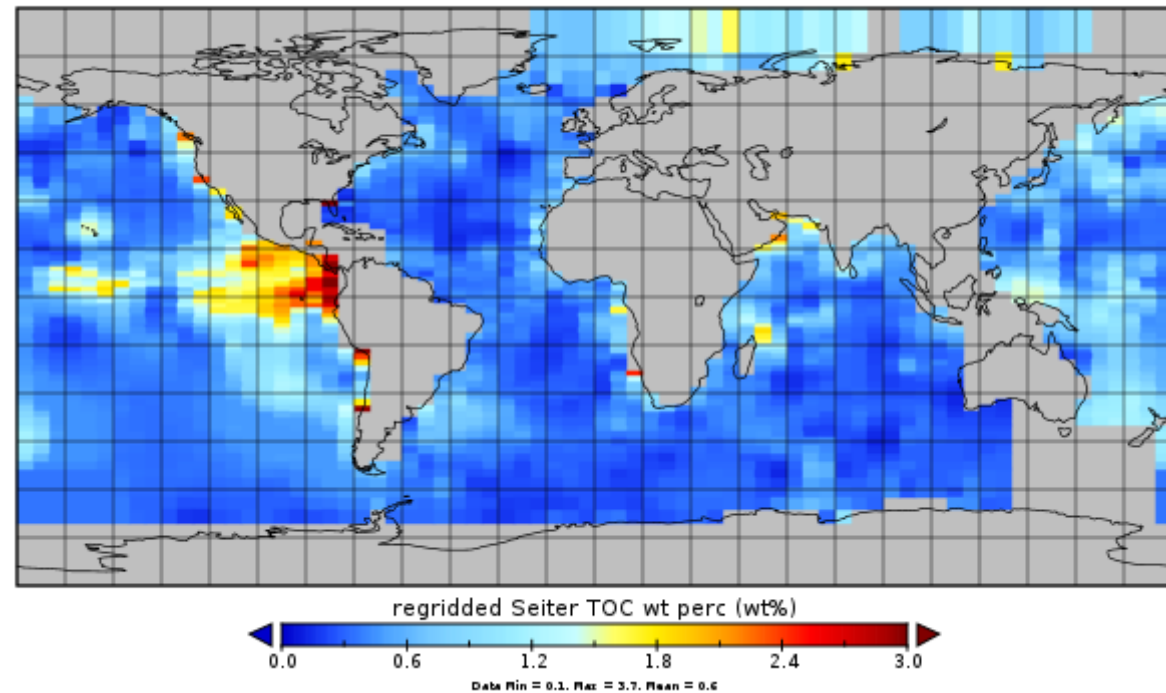 regridded Seiter TOC wt perc (wt%)
0.0 0.6 1.2 1.8 2.4 3.0
Data Min = 0.1, Max = 3.7, Mean = 0.6